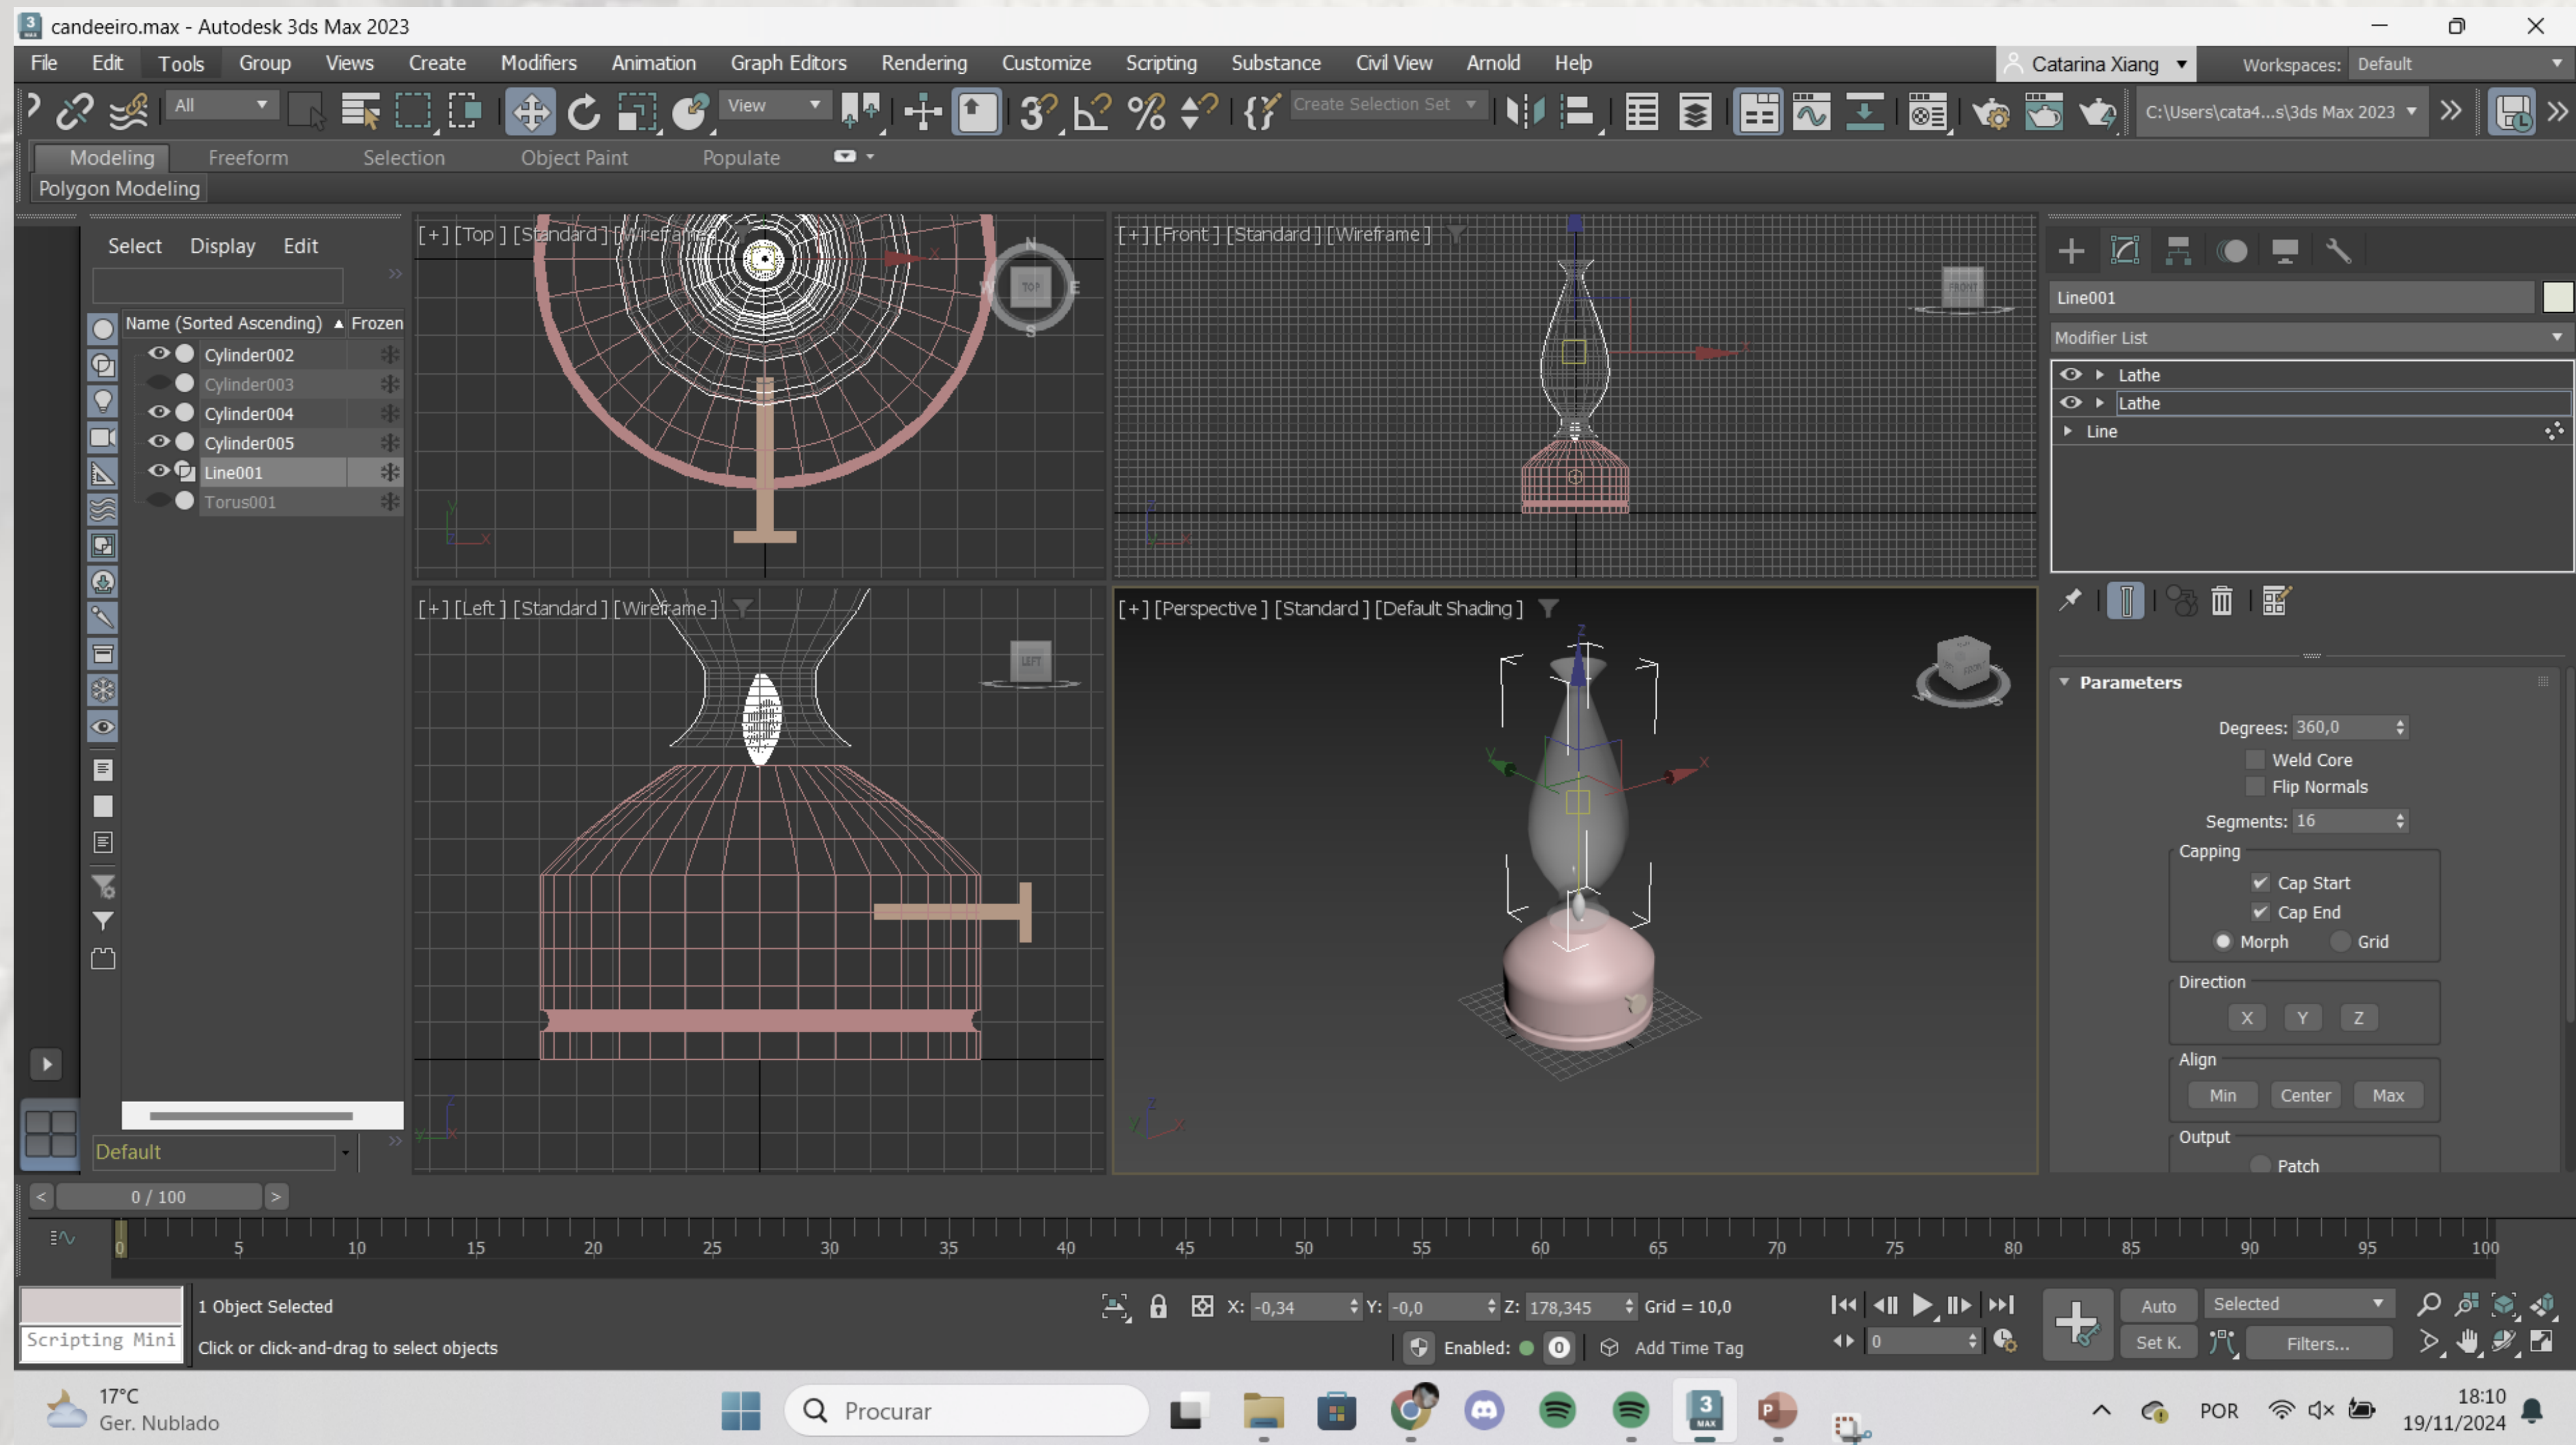 candeeiro.max - Autodesk 3ds Max 2023
File Edit Tools Group Views Create Modifiers Animation Graph Editors Rendering Customize Scripting Substance Civil View Arnold Help Catarina Xiang Workspaces: Default
All View Create Selection Set C:\Users\cata4...s\3ds Max 2023
Modeling Freeform Selection Object Paint Populate
Polygon Modeling
Select Display Edit
Name (Sorted Ascending) Frozen
Cylinder002
Cylinder003
Cylinder004
Cylinder005
Line001
Torus001
Default
[+] [Top ] [Standard ] [Wireframe ]
N
W TOP E
S
[+] [Front ] [Standard ] [Wireframe ]
FRONT
[+] [Left ] [Standard ] [Wireframe ]
LEFT
[+] [Perspective ] [Standard ] [Default Shading ]
FRONT
Line001
Modifier List
Lathe
Lathe
Line
Parameters
Degrees: 360,0
Weld Core
Flip Normals
Segments: 16
Capping
Cap Start
Cap End
Morph Grid
Direction
X Y Z
Align
Min Center Max
Output
Patch
< 0 / 100 >
0 5 10 15 20 25 30 35 40 45 50 55 60 65 70 75 80 85 90 95 100
1 Object Selected X: -0,34 Y: -0,0 Z: 178,345 Grid = 10,0 Auto Selected
Scripting Mini
Click or click-and-drag to select objects Enabled: 0 Add Time Tag 0 Set K. Filters...
17°C
Ger. Nublado
Procurar
POR
18:10
19/11/2024